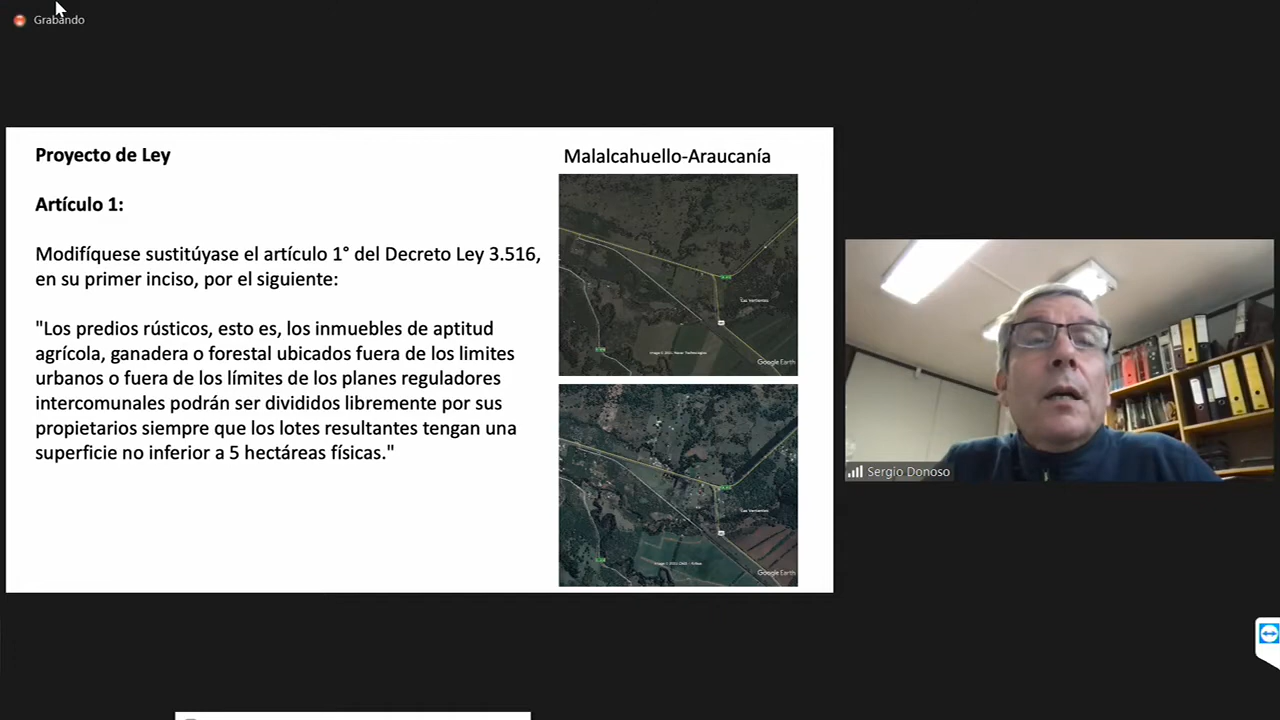 Grabando
Proyecto de Ley
Artículo 1:
Modifíquese sustitúyase el artículo 1° del Decreto Ley 3.516,
en su primer inciso, por el siguiente:
"Los predios rústicos, esto es, los inmuebles de aptitud
agrícola, ganadera o forestal ubicados fuera de los limites
urbanos o fuera de los límites de los planes reguladores
intercomunales podrán ser divididos libremente por sus
propietarios siempre que los lotes resultantes tengan una
superficie no inferior a 5 hectáreas físicas."
Malalcahuello-Araucanía
Google Earth
Google Earth
Sergio Donoso